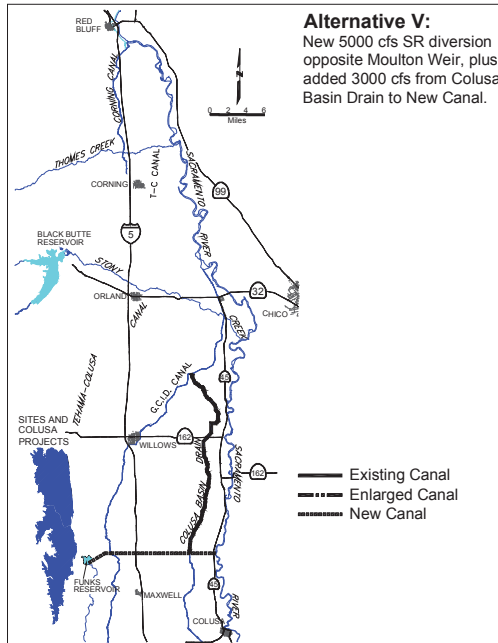 Alternative V:
New 5000 cfs SR diversion
opposite Moulton Weir, plus
added 3000 cfs from Colusa
Basin Drain to New Canal.
RED
BLUFF
CORNING CANAL
N
0 2 4 6
Miles
THOMES CREEK
CORNING
T-C CANAL
SACRAMENTO
RIVER
99
5
BLACK BUTTE
RESERVOIR
STONY
CREEK
ORLAND
CANAL
32
CHICO
TEHAMA-COLUSA
G.C.I.D. CANAL
45
SITES AND
COLUSA
PROJECTS
WILLOWS
162
DRAIN
COLUSA BASIN
SACRAMENTO
162
Existing Canal
Enlarged Canal
New Canal
FUNKS
RESERVOIR
MAXWELL
45
RIVER
COLUSA